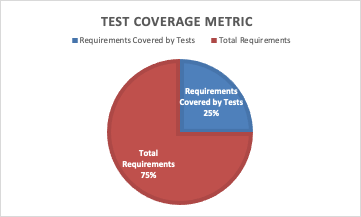 TEST COVERAGE METRIC
Requirements Covered by Tests Total Requirements
Requirements
Covered by Tests
25%
Total
Requirements
75%